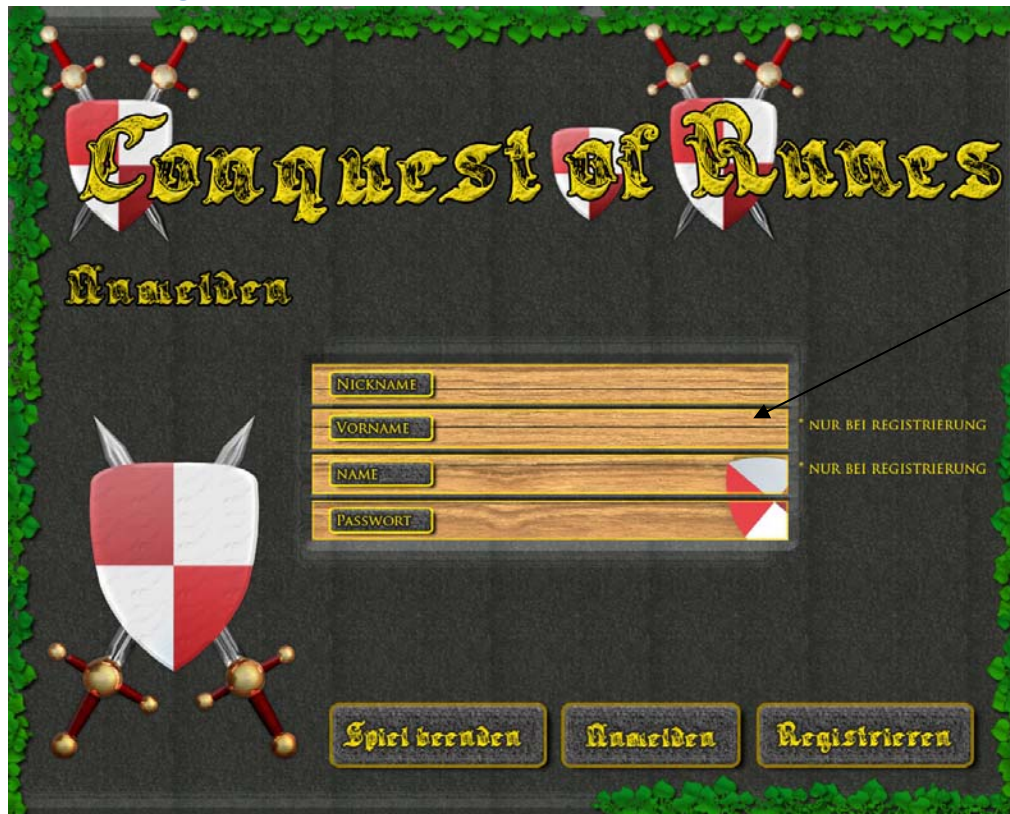 Conquest of Runes
Anmelden
Nickname
Vorname
* nur bei Registrierung
name
* nur bei Registrierung
Passwort
Spiel beenden
Anmelden
Registrieren